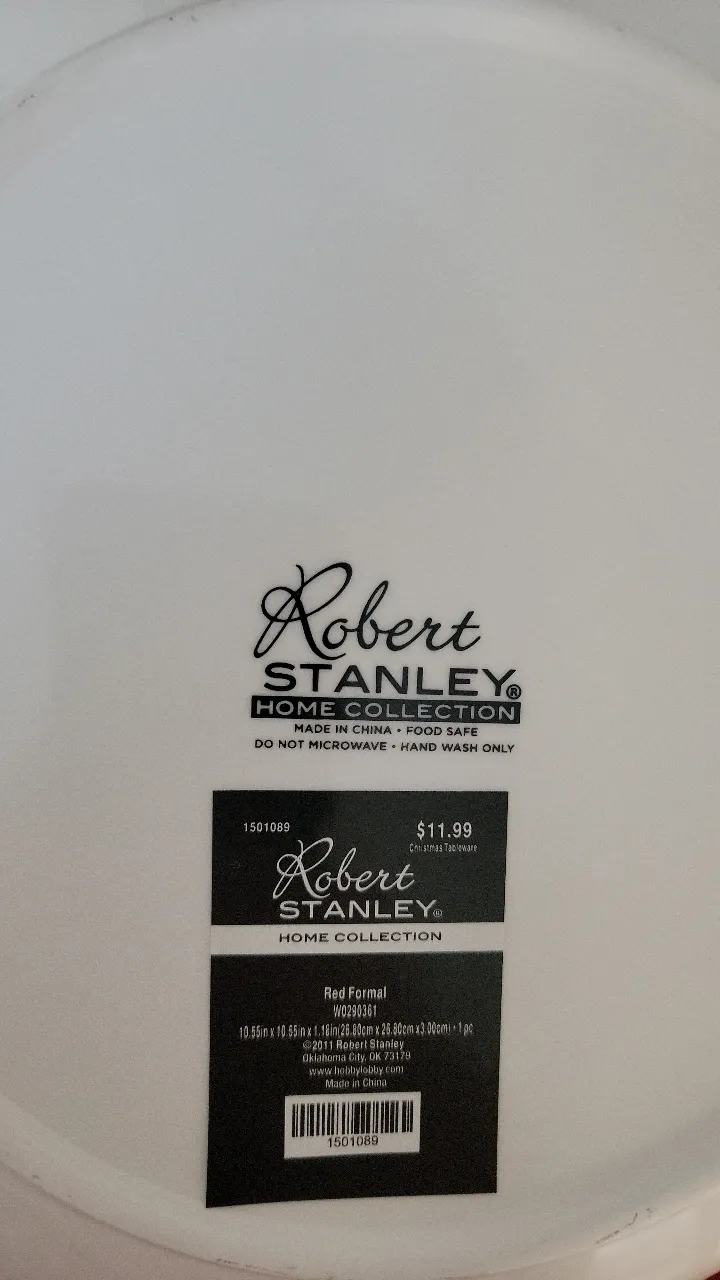 Robert
STANLEY®
HOME COLLECTION
MADE IN CHINA • FOOD SAFE
DO NOT MICROWAVE • HAND WASH ONLY
1501089
$11.99
Christmas Tableware
Robert
STANLEY®
HOME COLLECTION
Red Formal
W0290361
10.55in x 10.55in x 1.18in(26.80cm x 26.80cm x3.00cm) • 1 pc
©2011 Robert Stanley
Oklahoma City, OK 73179
www.hobbylobby.com
Made in China
1501089